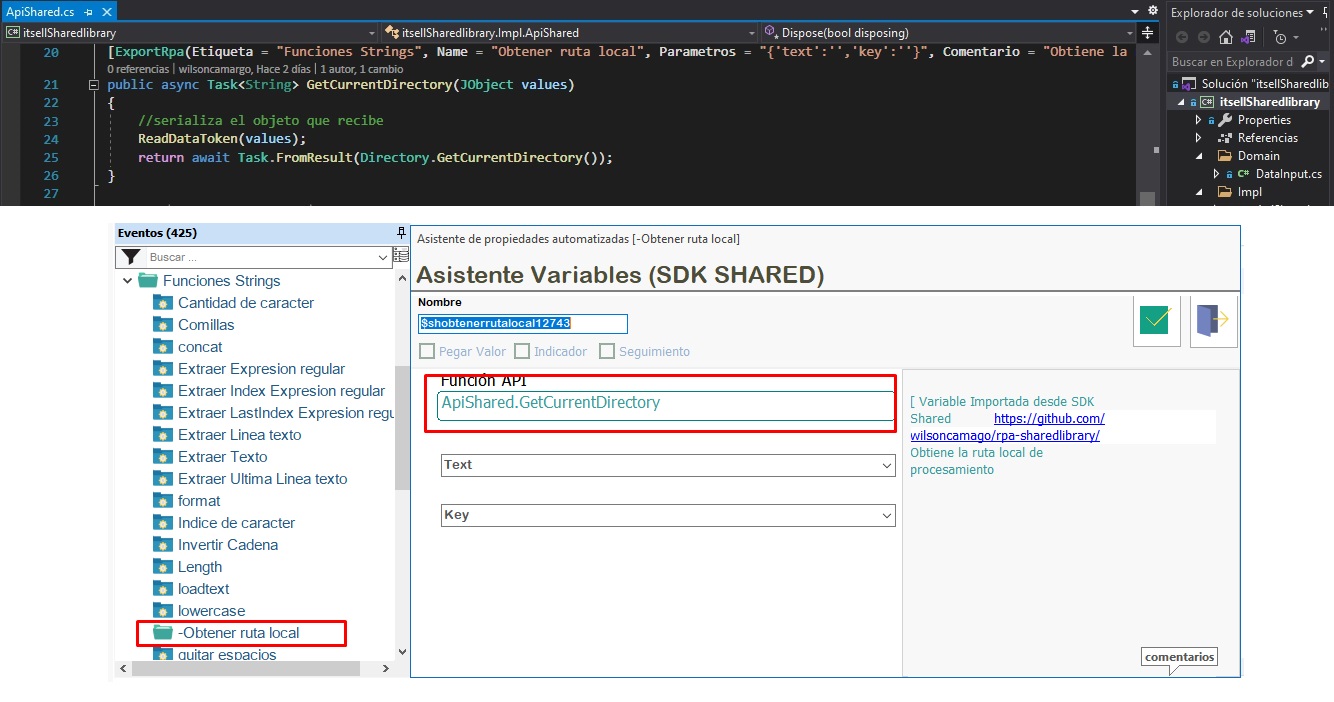 ApiShared.cs
Explorador de soluciones
itsellSharedlibrary
itsellSharedlibrary.Impl.ApiShared
Dispose(bool disposing)
20 [ExportRpa(Etiqueta = "Funciones Strings", Name = "Obtener ruta local", Parametros = "{'text':'','key':''}", Comentario = "Obtiene la
0 referencias | wilsoncamargo, Hace 2 días | 1 autor, 1 cambio
21 public async Task<String> GetCurrentDirectory(JObject values)
22 {
23 //serializa el objeto que recibe
24 ReadDataToken(values);
25 return await Task.FromResult(Directory.GetCurrentDirectory());
26 }
27
Buscar en Explorador d
Solución "itsellSharedlib
C# itsellSharedlibrary
Properties
Referencias
Domain
C# DataInput.cs
Impl
Eventos (425)
Buscar ...
Funciones Strings
Cantidad de caracter
Comillas
concat
Extraer Expresion regular
Extraer Index Expresion regular
Extraer LastIndex Expresion regu
Extraer Linea texto
Extraer Texto
Extraer Ultima Linea texto
format
Indice de caracter
Invertir Cadena
Length
loadtext
lowercase
-Obtener ruta local
quitar espacios
Asistente de propiedades automatizadas [-Obtener ruta local]
Asistente Variables (SDK SHARED)
Nombre
$shobtenerrutalocal12743
Pegar Valor
Indicador
Seguimiento
Función API
ApiShared.GetCurrentDirectory
Text
Key
[ Variable Importada desde SDK
Shared https://github.com/
wilsoncamago/rpa-sharedlibrary/
Obtiene la ruta local de
procesamiento
comentarios